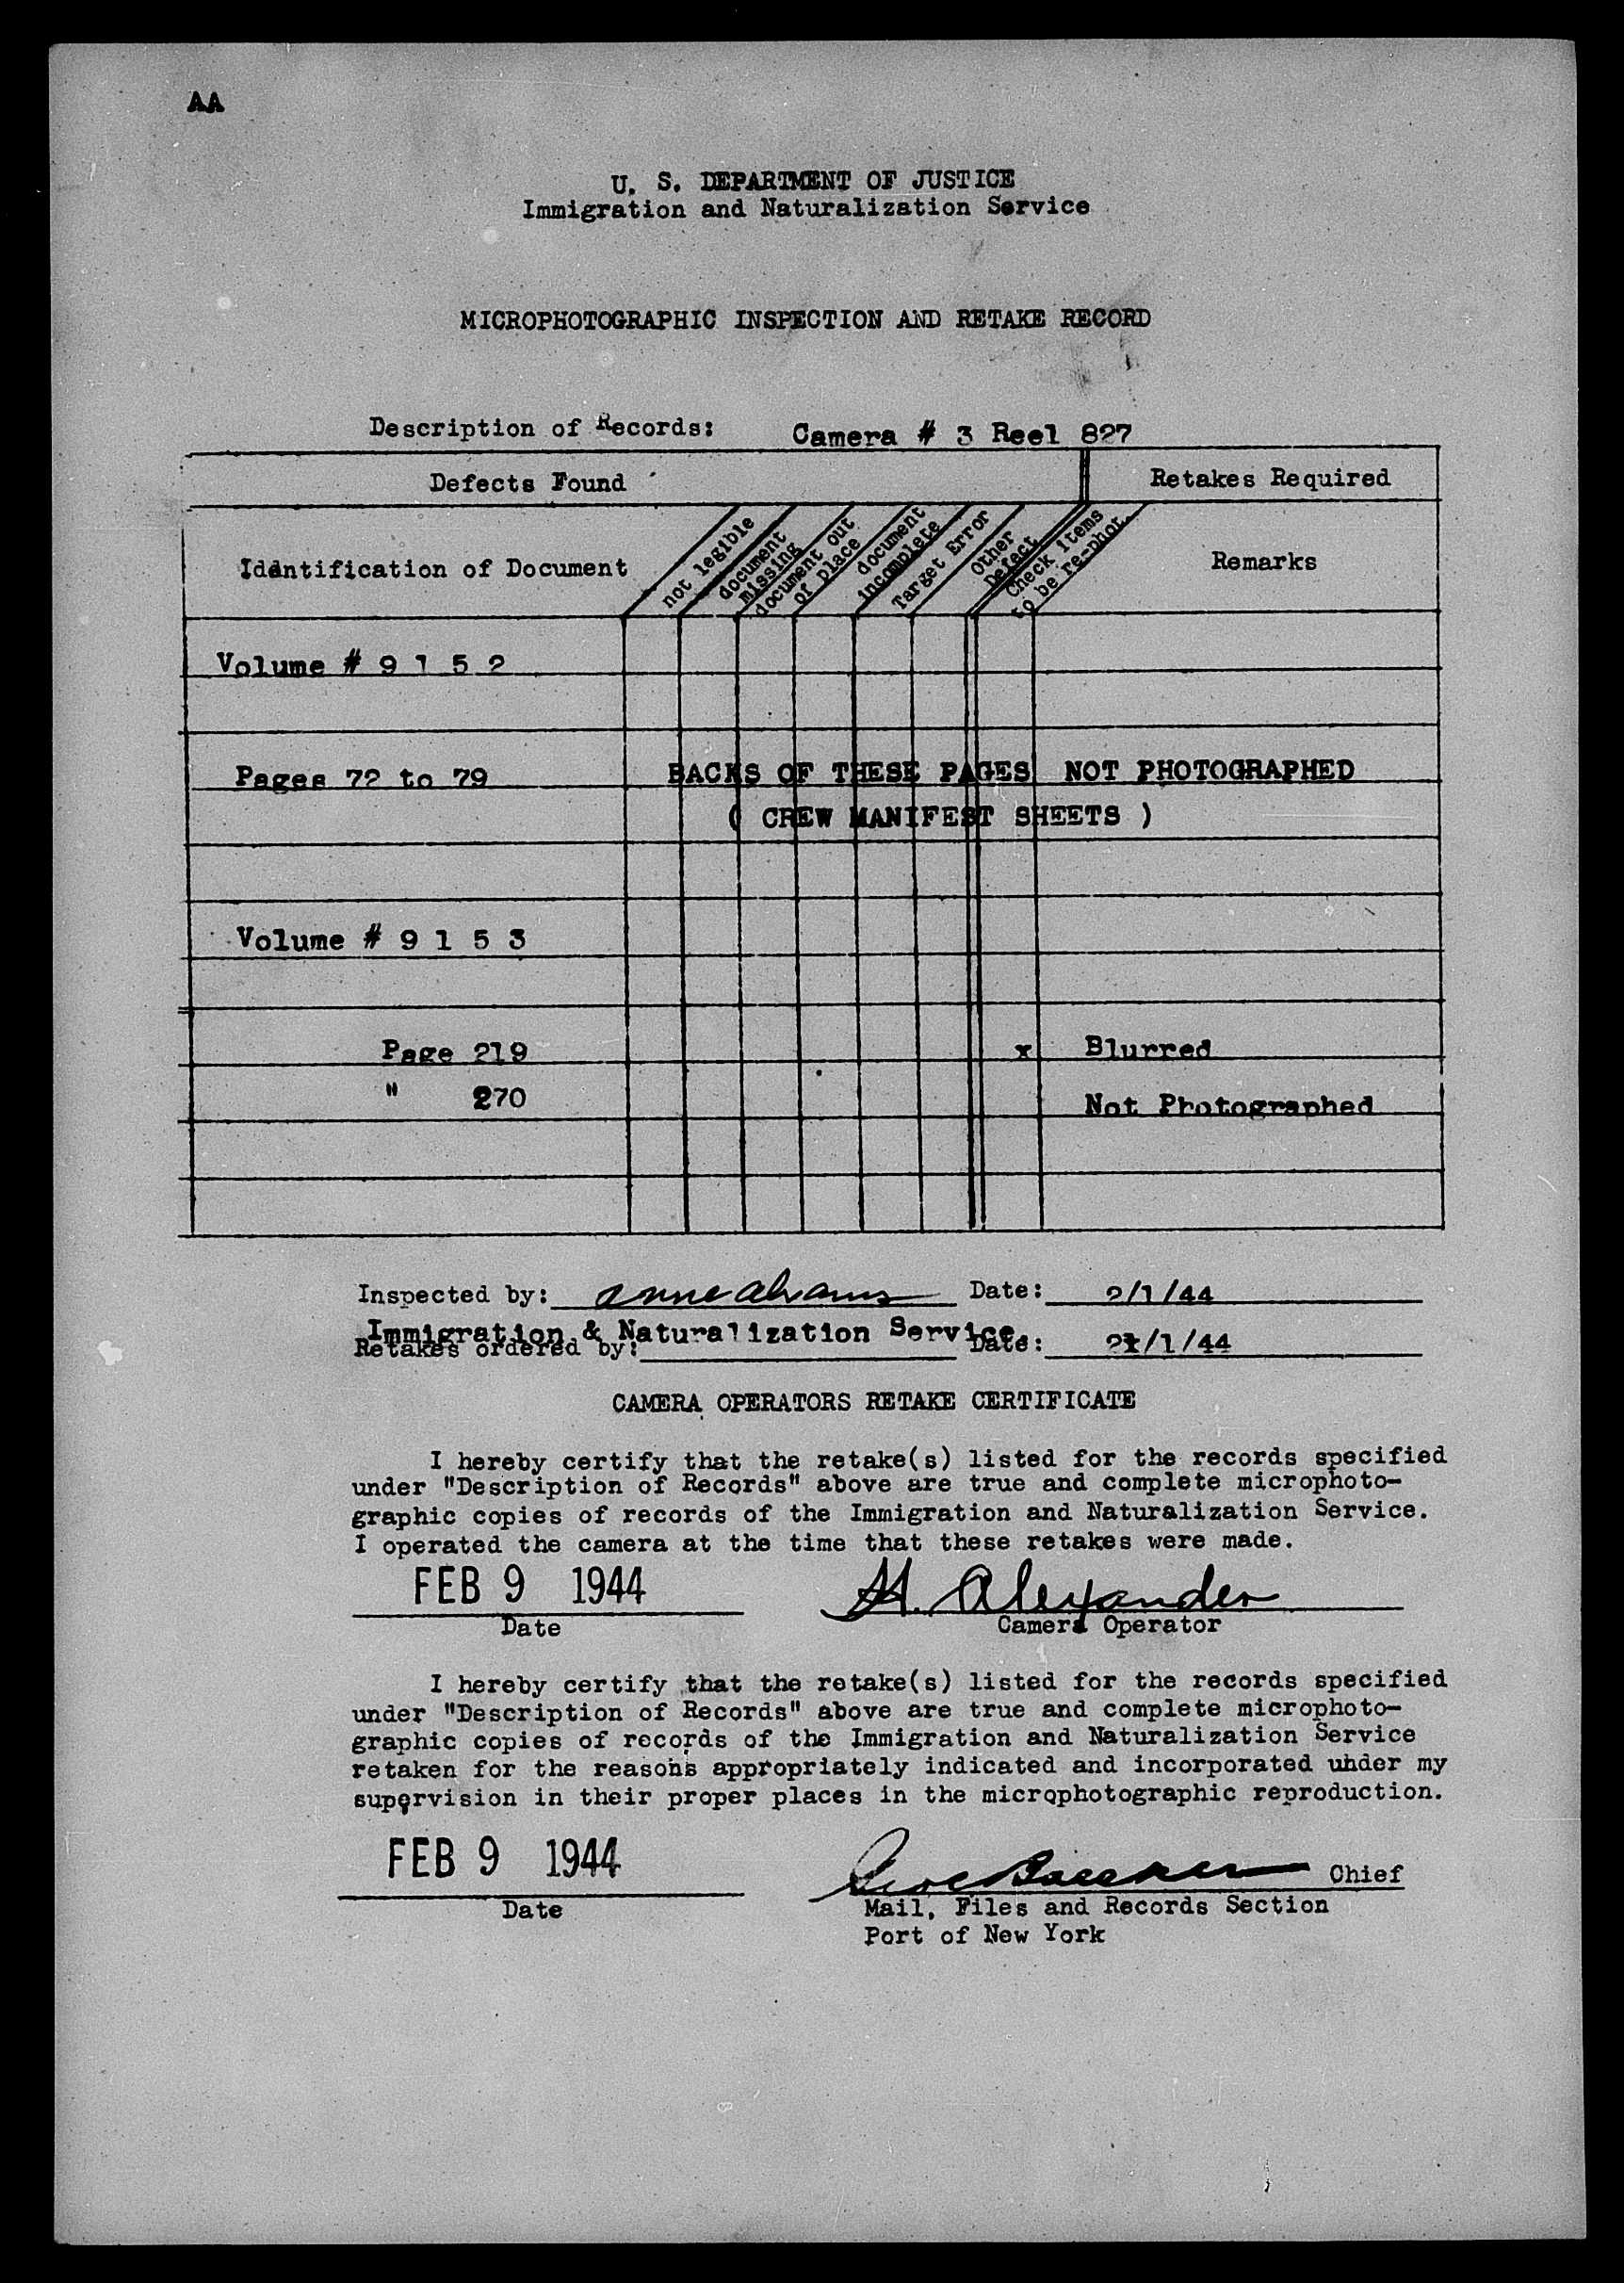 AA
U. S. DEPARTMENT OF JUSTICE
Immigration and Naturalization Service
MICROPHOTOGRAPHIC INSPECTION AND RETAKE RECORD
Description of Records: Camera # 3 Reel 827
Defects Found Retakes Required
Identification of Document not legible document missing document out of place document incomplete Target Error Other Defect Check items to be re-phot. Remarks
Volume # 9 1 5 2
Pages 72 to 79 BACKS OF THESE PAGES NOT PHOTOGRAPHED
( CREW MANIFEST SHEETS )
Volume # 9 1 5 3
Page 219 x Blurred
" 270 Not Photographed
Inspected by: Anne Abrams Date: 2/1/44
Immigration & Naturalization Service
Retakes ordered by: Date: /1/44
CAMERA OPERATORS RETAKE CERTIFICATE
I hereby certify that the retake(s) listed for the records specified
under "Description of Records" above are true and complete microphoto-
graphic copies of records of the Immigration and Naturalization Service.
I operated the camera at the time that these retakes were made.
FEB 9 1944 H. Alexander
Date Camera Operator
I hereby certify that the retake(s) listed for the records specified
under "Description of Records" above are true and complete microphoto-
graphic copies of records of the Immigration and Naturalization Service
retaken for the reasons appropriately indicated and incorporated under my
supervision in their proper places in the microphotographic reproduction.
FEB 9 1944 Chief
Date Mail, Files and Records Section
Port of New York